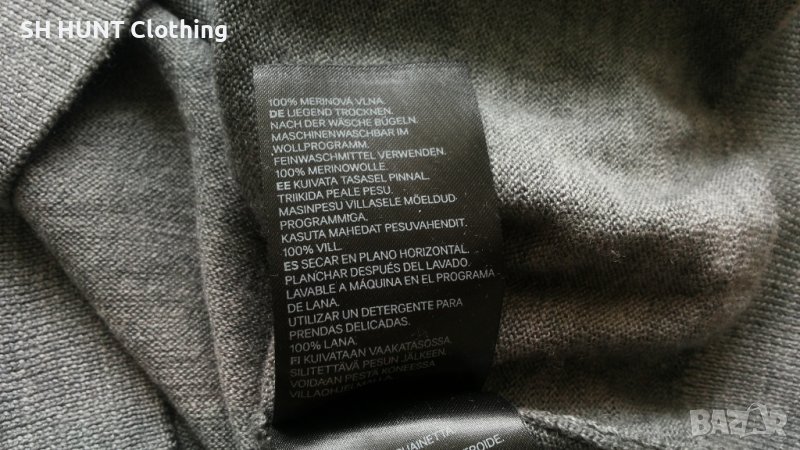 SH HUNT Clothing
100% MERINOVÁ VLNA.
DE LIEGEND TROCKNEN.
NACH DER WÄSCHE BÜGELN.
MASCHINENWASCHBAR IM
WOLLPROGRAMM.
FEINWASCHMITTEL VERWENDEN.
100% MERINOWOLLE.
EE KUIVATA TASASEL PINNAL.
TRIIKIDA PEALE PESU.
MASINPESU VILLASELE MÖELDUD
PROGRAMMIGA.
KASUTA MAHEDAT PESUVAHENDIT.
100% VILL.
ES SECAR EN PLANO HORIZONTAL.
PLANCHAR DESPUÉS DEL LAVADO.
LAVABLE A MÁQUINA EN EL PROGRAMA
DE LANA.
UTILIZAR UN DETERGENTE PARA
PRENDAS DELICADAS.
100% LANA.
FI KUIVATAAN VAAKATASOSSA.
SILITETTÄVÄ PESUN JÄLKEEN.
VOIDAAN PESTÄ KONEESSA
VILLAOHJELMALLA.
BAZAR